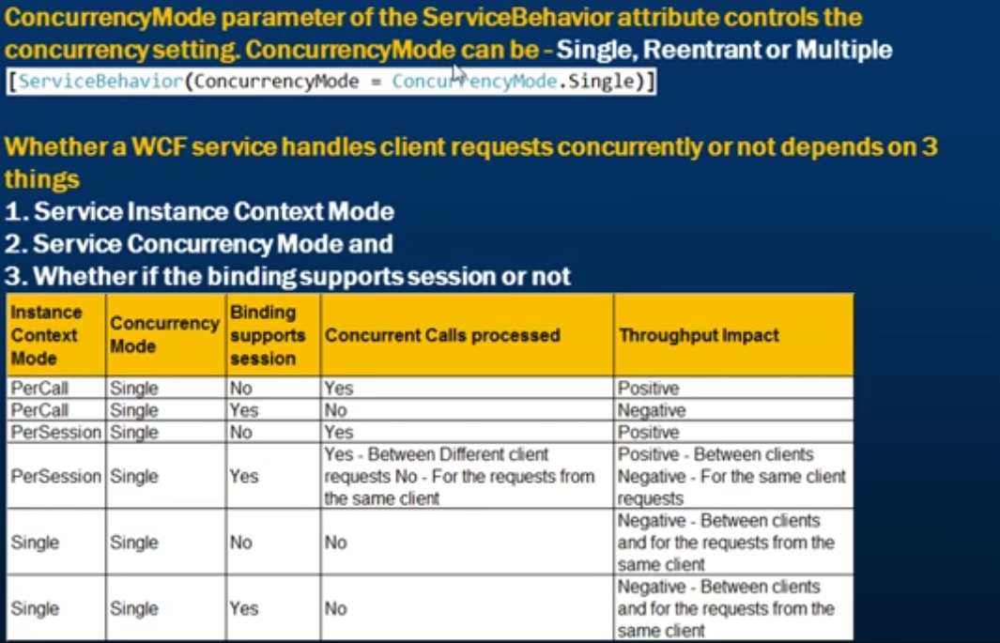 ConcurrencyMode parameter of the ServiceBehavior attribute controls the
concurrency setting. ConcurrencyMode can be - Single, Reentrant or Multiple
[ServiceBehavior(ConcurrencyMode = ConcurrencyMode.Single)]
Whether a WCF service handles client requests concurrently or not depends on 3
things
1. Service Instance Context Mode
2. Service Concurrency Mode and
3. Whether if the binding supports session or not
Instance Context Mode | Concurrency Mode | Binding supports session | Concurrent Calls processed | Throughput Impact
PerCall | Single | No | Yes | Positive
PerCall | Single | Yes | No | Negative
PerSession | Single | No | Yes | Positive
PerSession | Single | Yes | Yes - Between Different client requests No - For the requests from the same client | Positive - Between clients Negative - For the same client requests
Single | Single | No | No | Negative - Between clients and for the requests from the same client
Single | Single | Yes | No | Negative - Between clients and for the requests from the same client